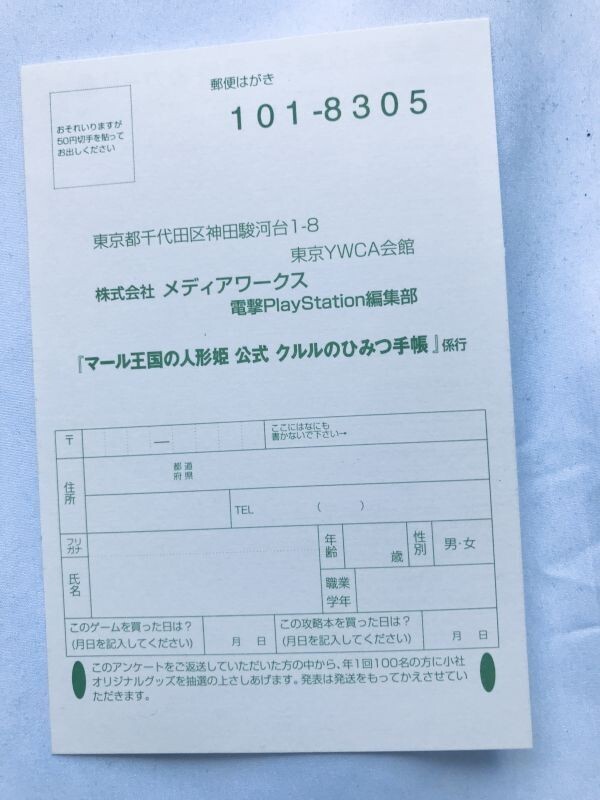 郵便はがき
101-8305
おそれいりますが
50円切手を貼って
お出しください
東京都千代田区神田駿河台1-8
東京YWCA会館
株式会社 メディアワークス
電撃PlayStation編集部
『マール王国の人形姫 公式 クルルのひみつ手帳』係行
〒 ―
ここにはなにも
書かないで下さい→
住所
都道
府県
TEL ( )
フリ
ガナ
氏名
年齢 歳
性別 男・女
職業
学年
このゲームを買った日は?
(月日を記入してください)
月 日
この攻略本を買った日は?
(月日を記入してください)
月 日
このアンケートをご返送していただいた方の中から、年1回100名の方に小社
オリジナルグッズを抽選の上さしあげます。発表は発送をもってかえさせてい
ただきます。